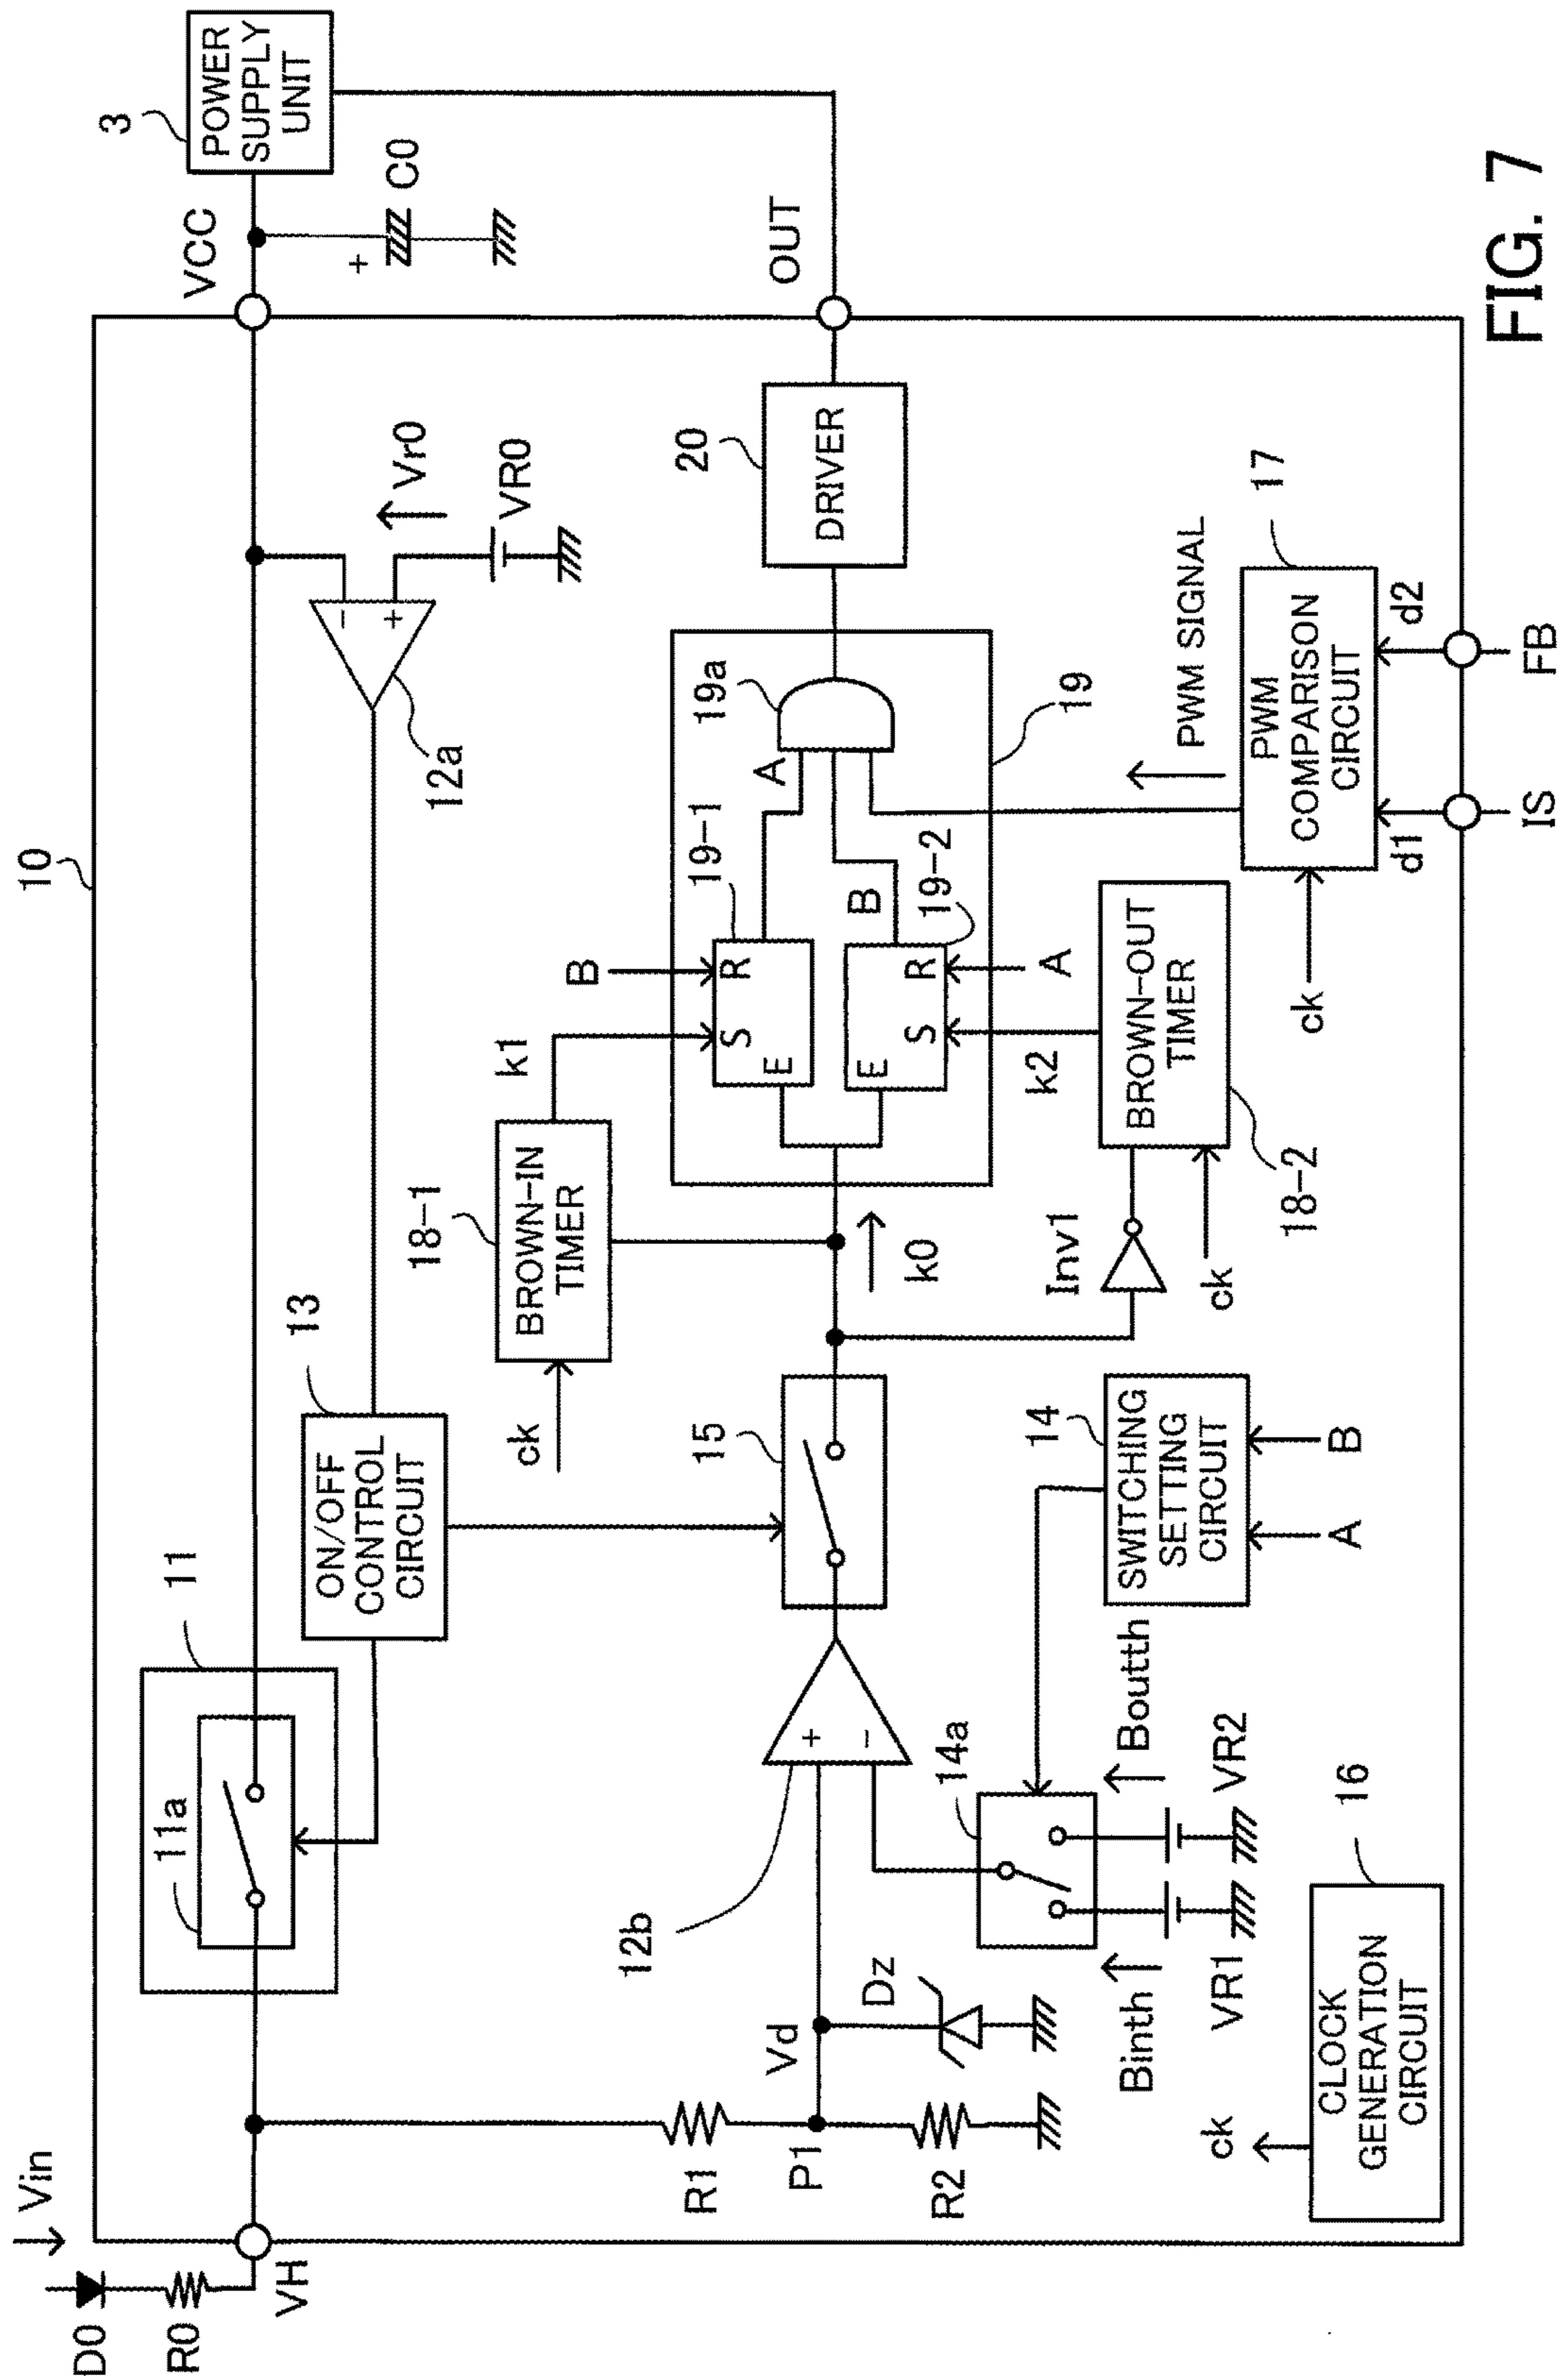 Vin
D0
R0
VH
10
11
11a
13
ON/OFF
CONTROL
CIRCUIT
12a
-
+
Vr0
VR0
VCC
+
C0
3
POWER
SUPPLY
UNIT
OUT
R1
P1
R2
Vd
Dz
12b
+
-
14a
Binth
Boutth
VR1
VR2
15
14
SWITCHING
SETTING
CIRCUIT
A
B
ck
18-1
BROWN-IN
TIMER
k1
k0
Inv1
ck
18-2
BROWN-OUT
TIMER
k2
B
A
19-1
S
R
E
19-2
E
S
R
A
B
19a
19
20
DRIVER
PWM SIGNAL
17
PWM
COMPARISON
CIRCUIT
ck
d1
d2
IS
FB
16
CLOCK
GENERATION
CIRCUIT
ck
FIG. 7